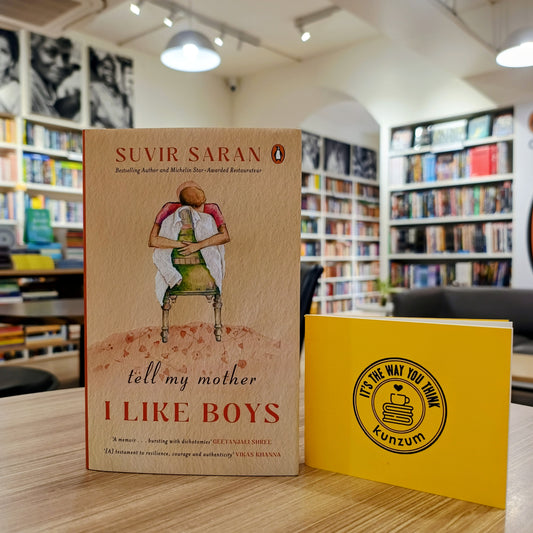 SUVIR SARAN
Bestselling Author and Michelin Star-Awarded Restaurateur
tell my mother
I LIKE BOYS
'A memoir . . . bursting with dichotomies' GEETANJALI SHREE
'[A] testament to resilience, courage and authenticity' VIKAS KHANNA
IT'S THE WAY YOU THINK
kunzum